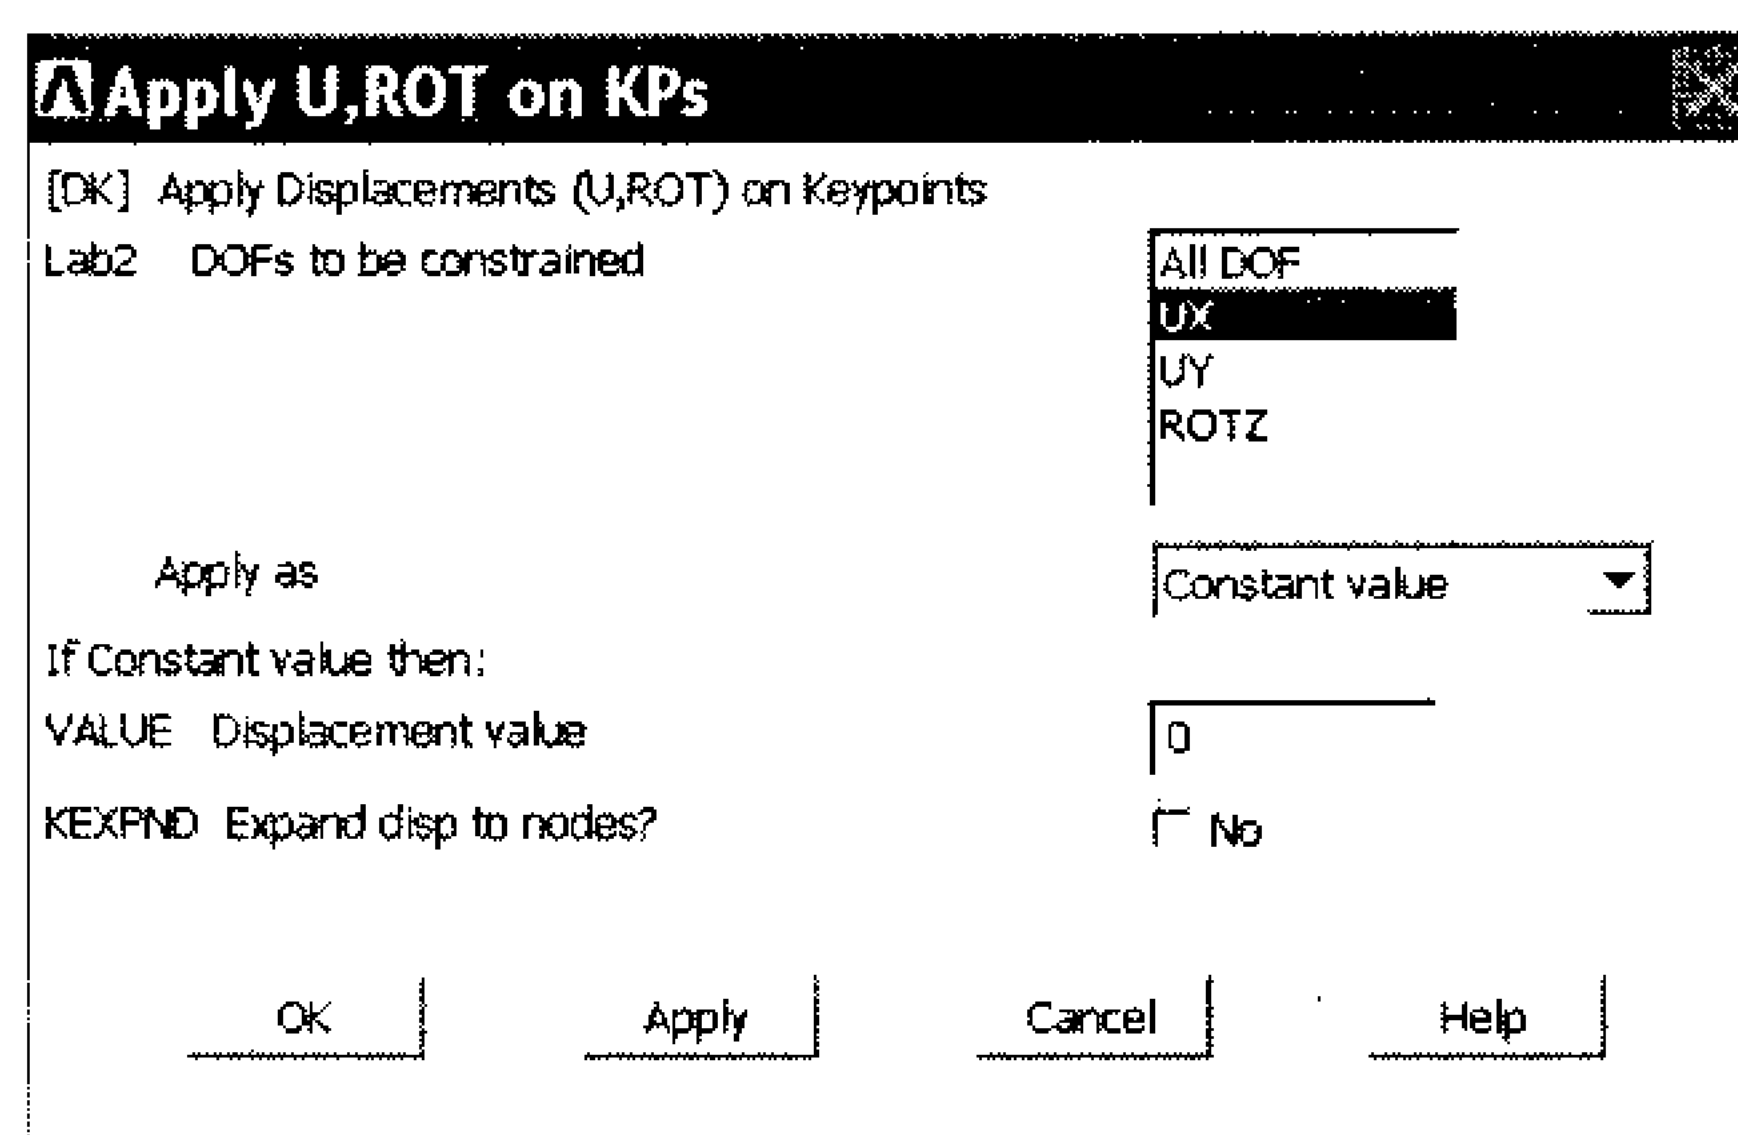 Apply U,ROT on KPs
[DK] Apply Displacements (U,ROT) on Keypoints
Lab2 DOFs to be constrained
All DOF
UX
UY
ROTZ
Apply as
Constant value
If Constant value then:
VALUE Displacement value
0
KEXPND Expand disp to nodes?
No
OK
Apply
Cancel
Help